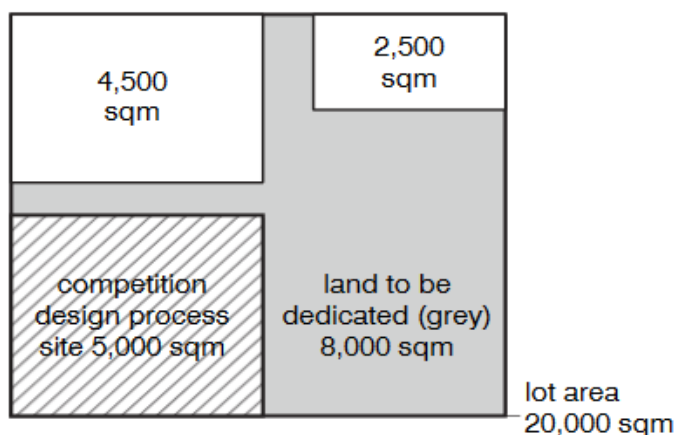 4,500
sqm
2,500
sqm
competition
design process
site 5,000 sqm
land to be
dedicated (grey)
8,000 sqm
lot area
20,000 sqm